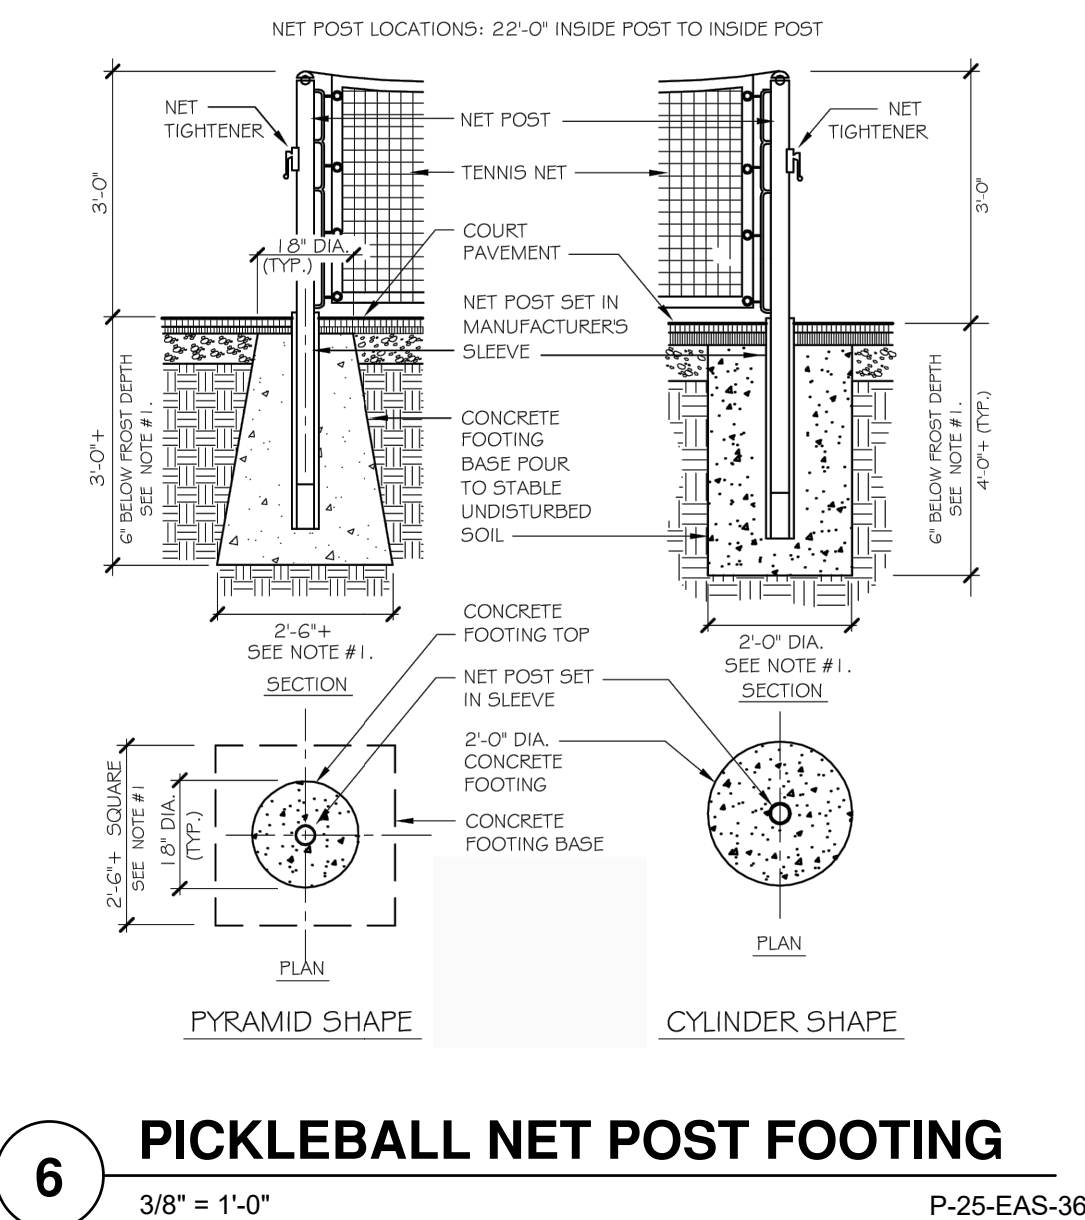 NET POST LOCATIONS: 22'-0" INSIDE POST TO INSIDE POST
NET
TIGHTENER
3'-0"
18" DIA.
(TYP.)
3'-0"+
6" BELOW FROST DEPTH
SEE NOTE #1.
NET POST
TENNIS NET
COURT
PAVEMENT
NET POST SET IN
MANUFACTURER'S
SLEEVE
CONCRETE
FOOTING
BASE POUR
TO STABLE
UNDISTURBED
SOIL
NET
TIGHTENER
3'-0"
6" BELOW FROST DEPTH
SEE NOTE #1.
4'-0"+ (TYP.)
2'-6"+
SEE NOTE #1.
SECTION
2'-0" DIA.
SEE NOTE #1.
SECTION
CONCRETE
FOOTING TOP
NET POST SET
IN SLEEVE
2'-0" DIA.
CONCRETE
FOOTING
CONCRETE
FOOTING BASE
2'-6"+ SQUARE
SEE NOTE #1
18" DIA.
(TYP.)
PLAN
PLAN
PYRAMID SHAPE
CYLINDER SHAPE
6
PICKLEBALL NET POST FOOTING
3/8" = 1'-0"
P-25-EAS-36